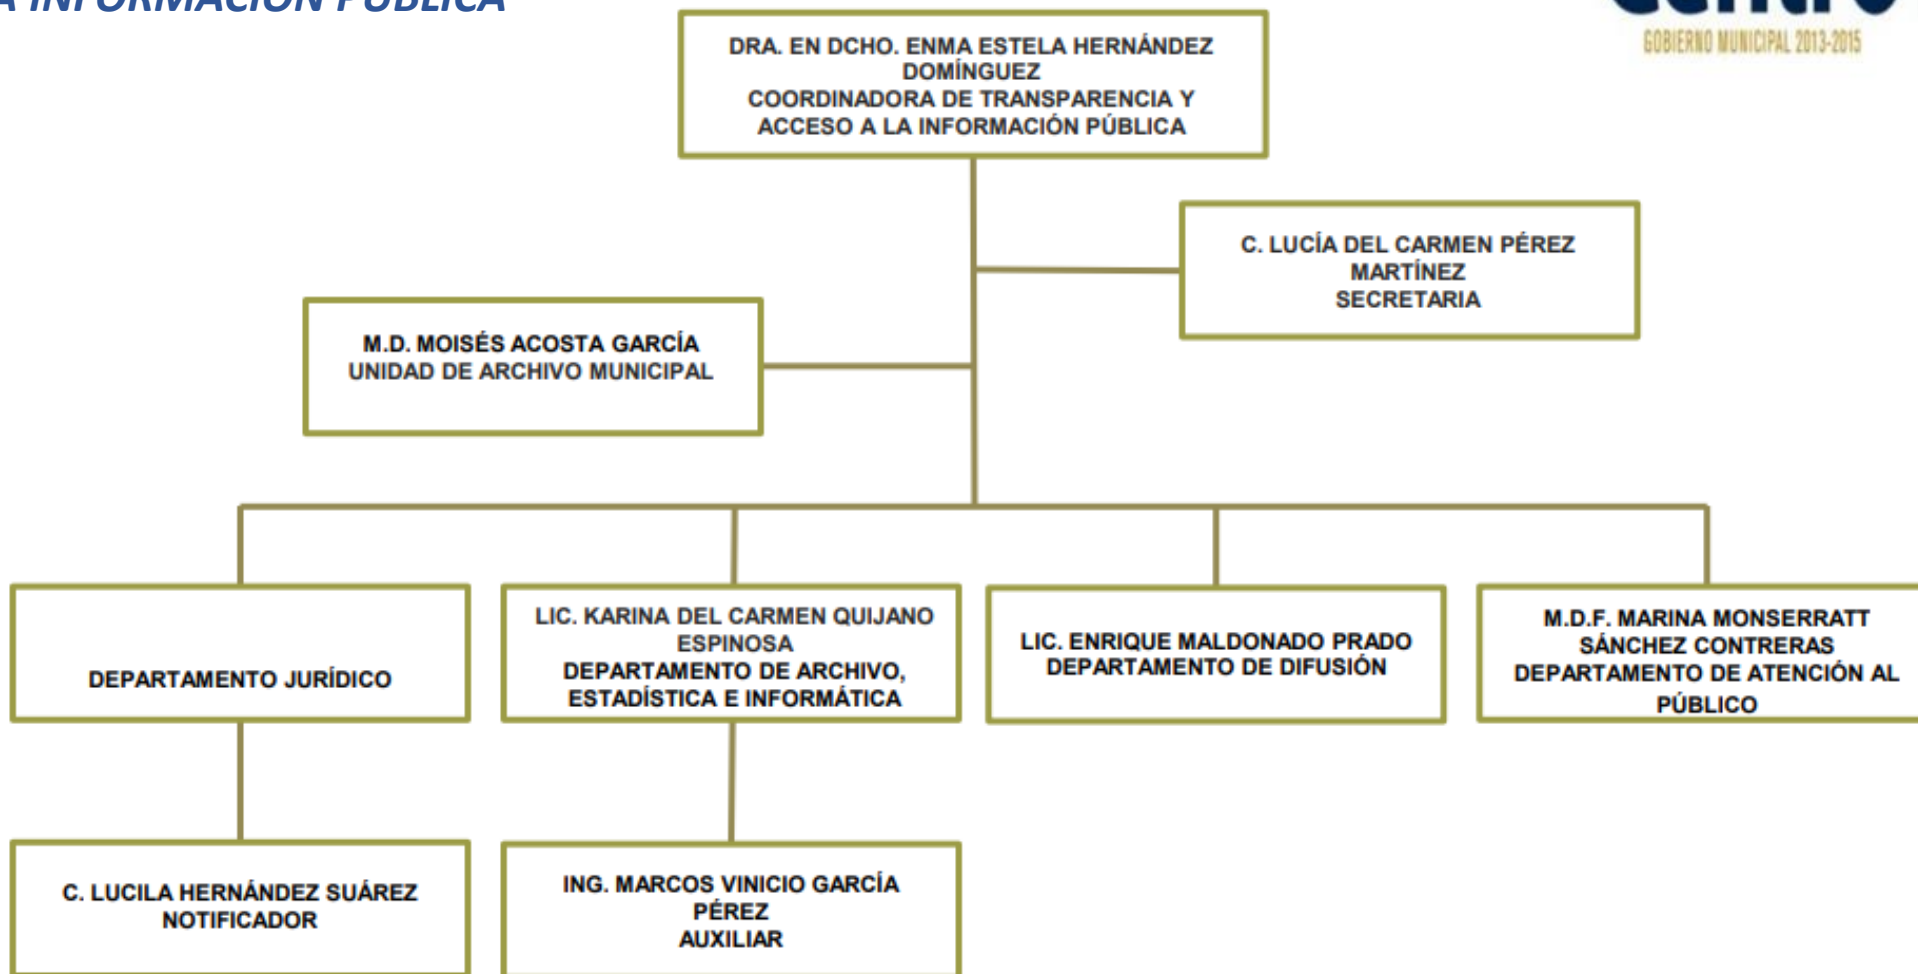 A INFORMACIÓN PÚBLICA
Centro
GOBIERNO MUNICIPAL 2013-2015
DRA. EN DCHO. ENMA ESTELA HERNÁNDEZ
DOMÍNGUEZ
COORDINADORA DE TRANSPARENCIA Y
ACCESO A LA INFORMACIÓN PÚBLICA
C. LUCÍA DEL CARMEN PÉREZ
MARTÍNEZ
SECRETARIA
M.D. MOISÉS ACOSTA GARCÍA
UNIDAD DE ARCHIVO MUNICIPAL
DEPARTAMENTO JURÍDICO
LIC. KARINA DEL CARMEN QUIJANO
ESPINOSA
DEPARTAMENTO DE ARCHIVO,
ESTADÍSTICA E INFORMÁTICA
LIC. ENRIQUE MALDONADO PRADO
DEPARTAMENTO DE DIFUSIÓN
M.D.F. MARINA MONSERRATT
SÁNCHEZ CONTRERAS
DEPARTAMENTO DE ATENCIÓN AL
PÚBLICO
C. LUCILA HERNÁNDEZ SUÁREZ
NOTIFICADOR
ING. MARCOS VINICIO GARCÍA
PÉREZ
AUXILIAR